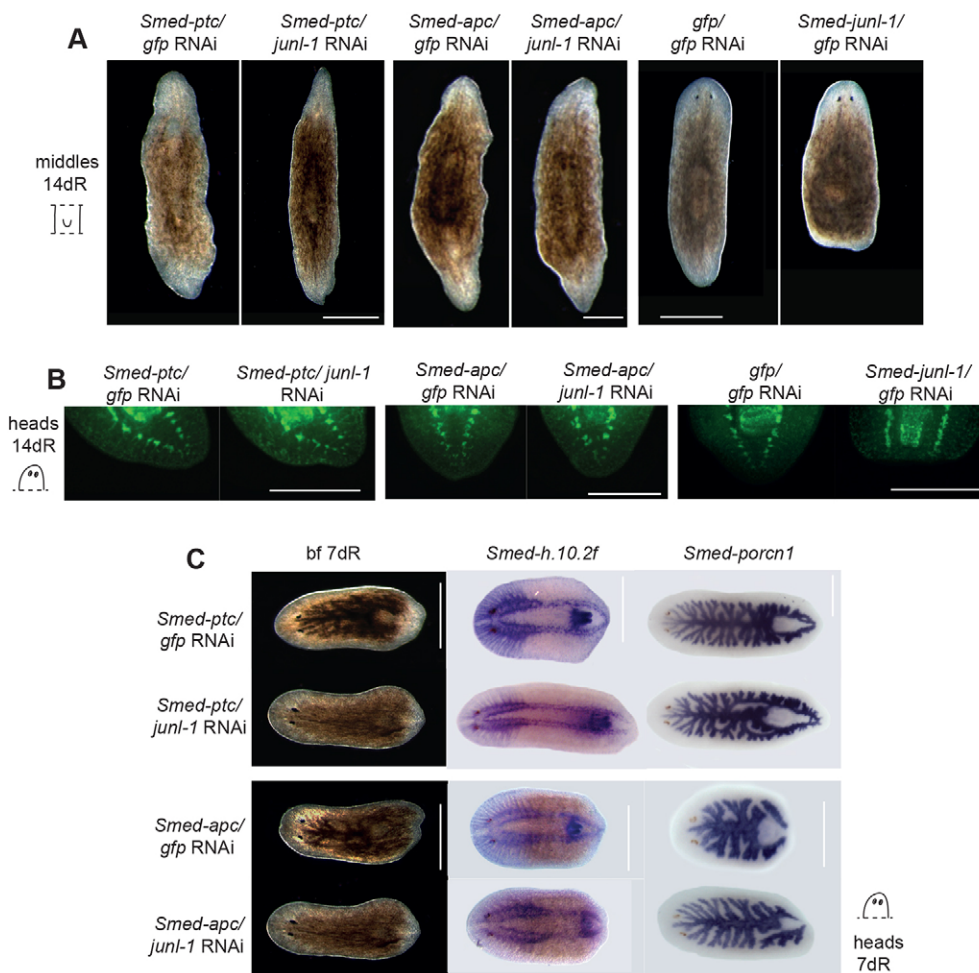 A
Smed-ptc/
gfp RNAi
Smed-ptc/
junl-1 RNAi
Smed-apc/
gfp RNAi
Smed-apc/
junl-1 RNAi
gfp/
gfp RNAi
Smed-junl-1/
gfp RNAi
middles
14dR
B
Smed-ptc/
gfp RNAi
Smed-ptc/ junl-1
RNAi
Smed-apc/
gfp RNAi
Smed-apc/
junl-1 RNAi
gfp/
gfp RNAi
Smed-junl-1/
gfp RNAi
heads
14dR
C
bf 7dR
Smed-h.10.2f
Smed-porcn1
Smed-ptc/
gfp RNAi
Smed-ptc/
junl-1 RNAi
Smed-apc/
gfp RNAi
Smed-apc/
junl-1 RNAi
heads
7dR